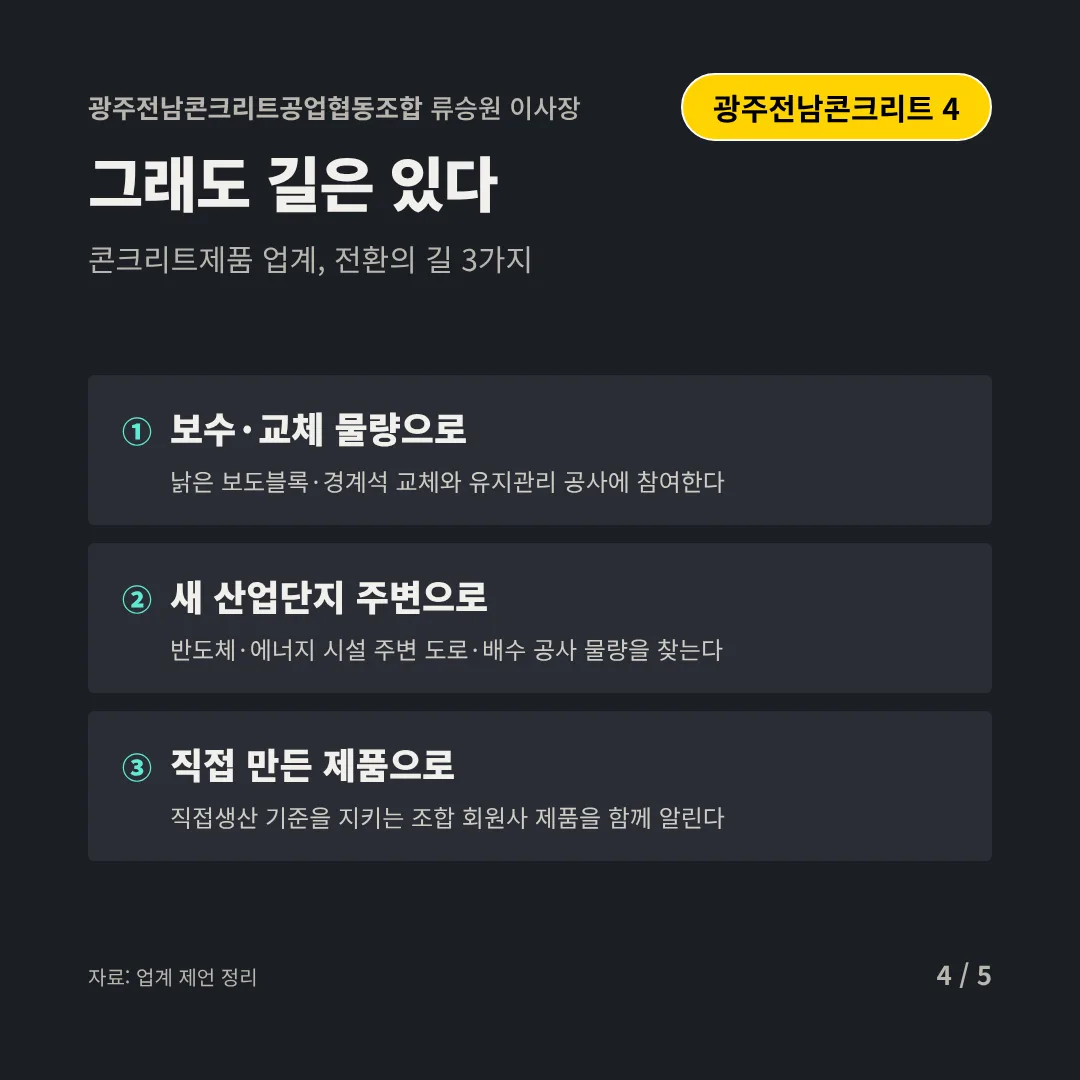 광주전남콘크리트공업협동조합 류승원 이사장
광주전남콘크리트 4
그래도 길은 있다
콘크리트제품 업계, 전환의 길 3가지
① 보수·교체 물량으로
낡은 보도블록·경계석 교체와 유지관리 공사에 참여한다
② 새 산업단지 주변으로
반도체·에너지 시설 주변 도로·배수 공사 물량을 찾는다
③ 직접 만든 제품으로
직접생산 기준을 지키는 조합 회원사 제품을 함께 알린다
자료: 업계 제언 정리
4 / 5